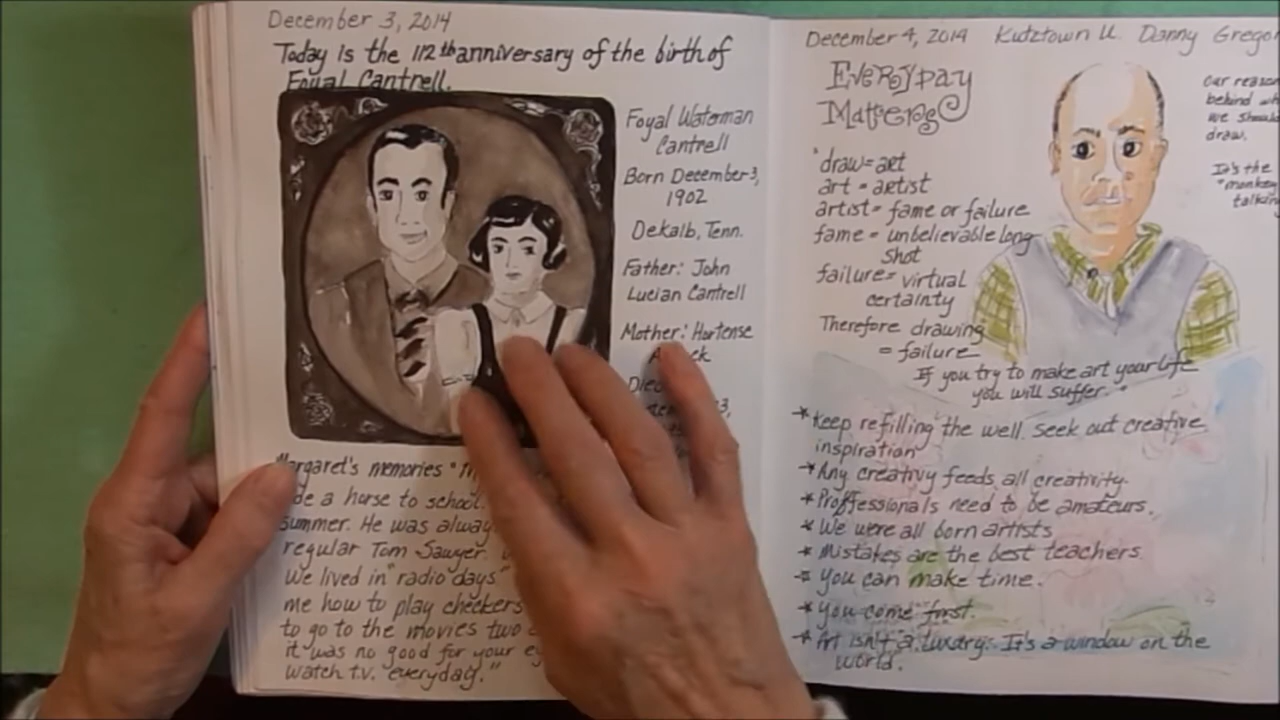 December 3, 2014
Today is the 112th anniversary of the birth of
Foyal Cantrell.
Foyal Waterman
Cantrell
Born December 3,
1902
Dekalb, Tenn.
Father: John
Lucian Cantrell
Mother: Hortense
Died
3,
Margaret's memories "
a horse to school.
summer. He was
regular Tom Sawyer.
We lived in "radio days"
me how to play checkers
to go to the movies two
it was no good for your
watch t.v. "everyday."
December 4, 2014 Kutztown U. Danny
Everyday
Matters
"draw = art
art = artist
artist = fame or failure
fame = unbelievable long
shot
failure = virtual
certainty
Therefore drawing
= failure
If you try to make art your life
you will suffer."
* Keep refilling the well. Seek out creative
inspiration
* Any creativy feeds all creativity.
* Proffessionals need to be amateurs.
* We were all born artists
* Mistakes are the best teachers
* You can make time.
* You come first.
* Art isn't a luxury. It's a window on the
world.
Our
behind
we
draw.
It's the
"monkey